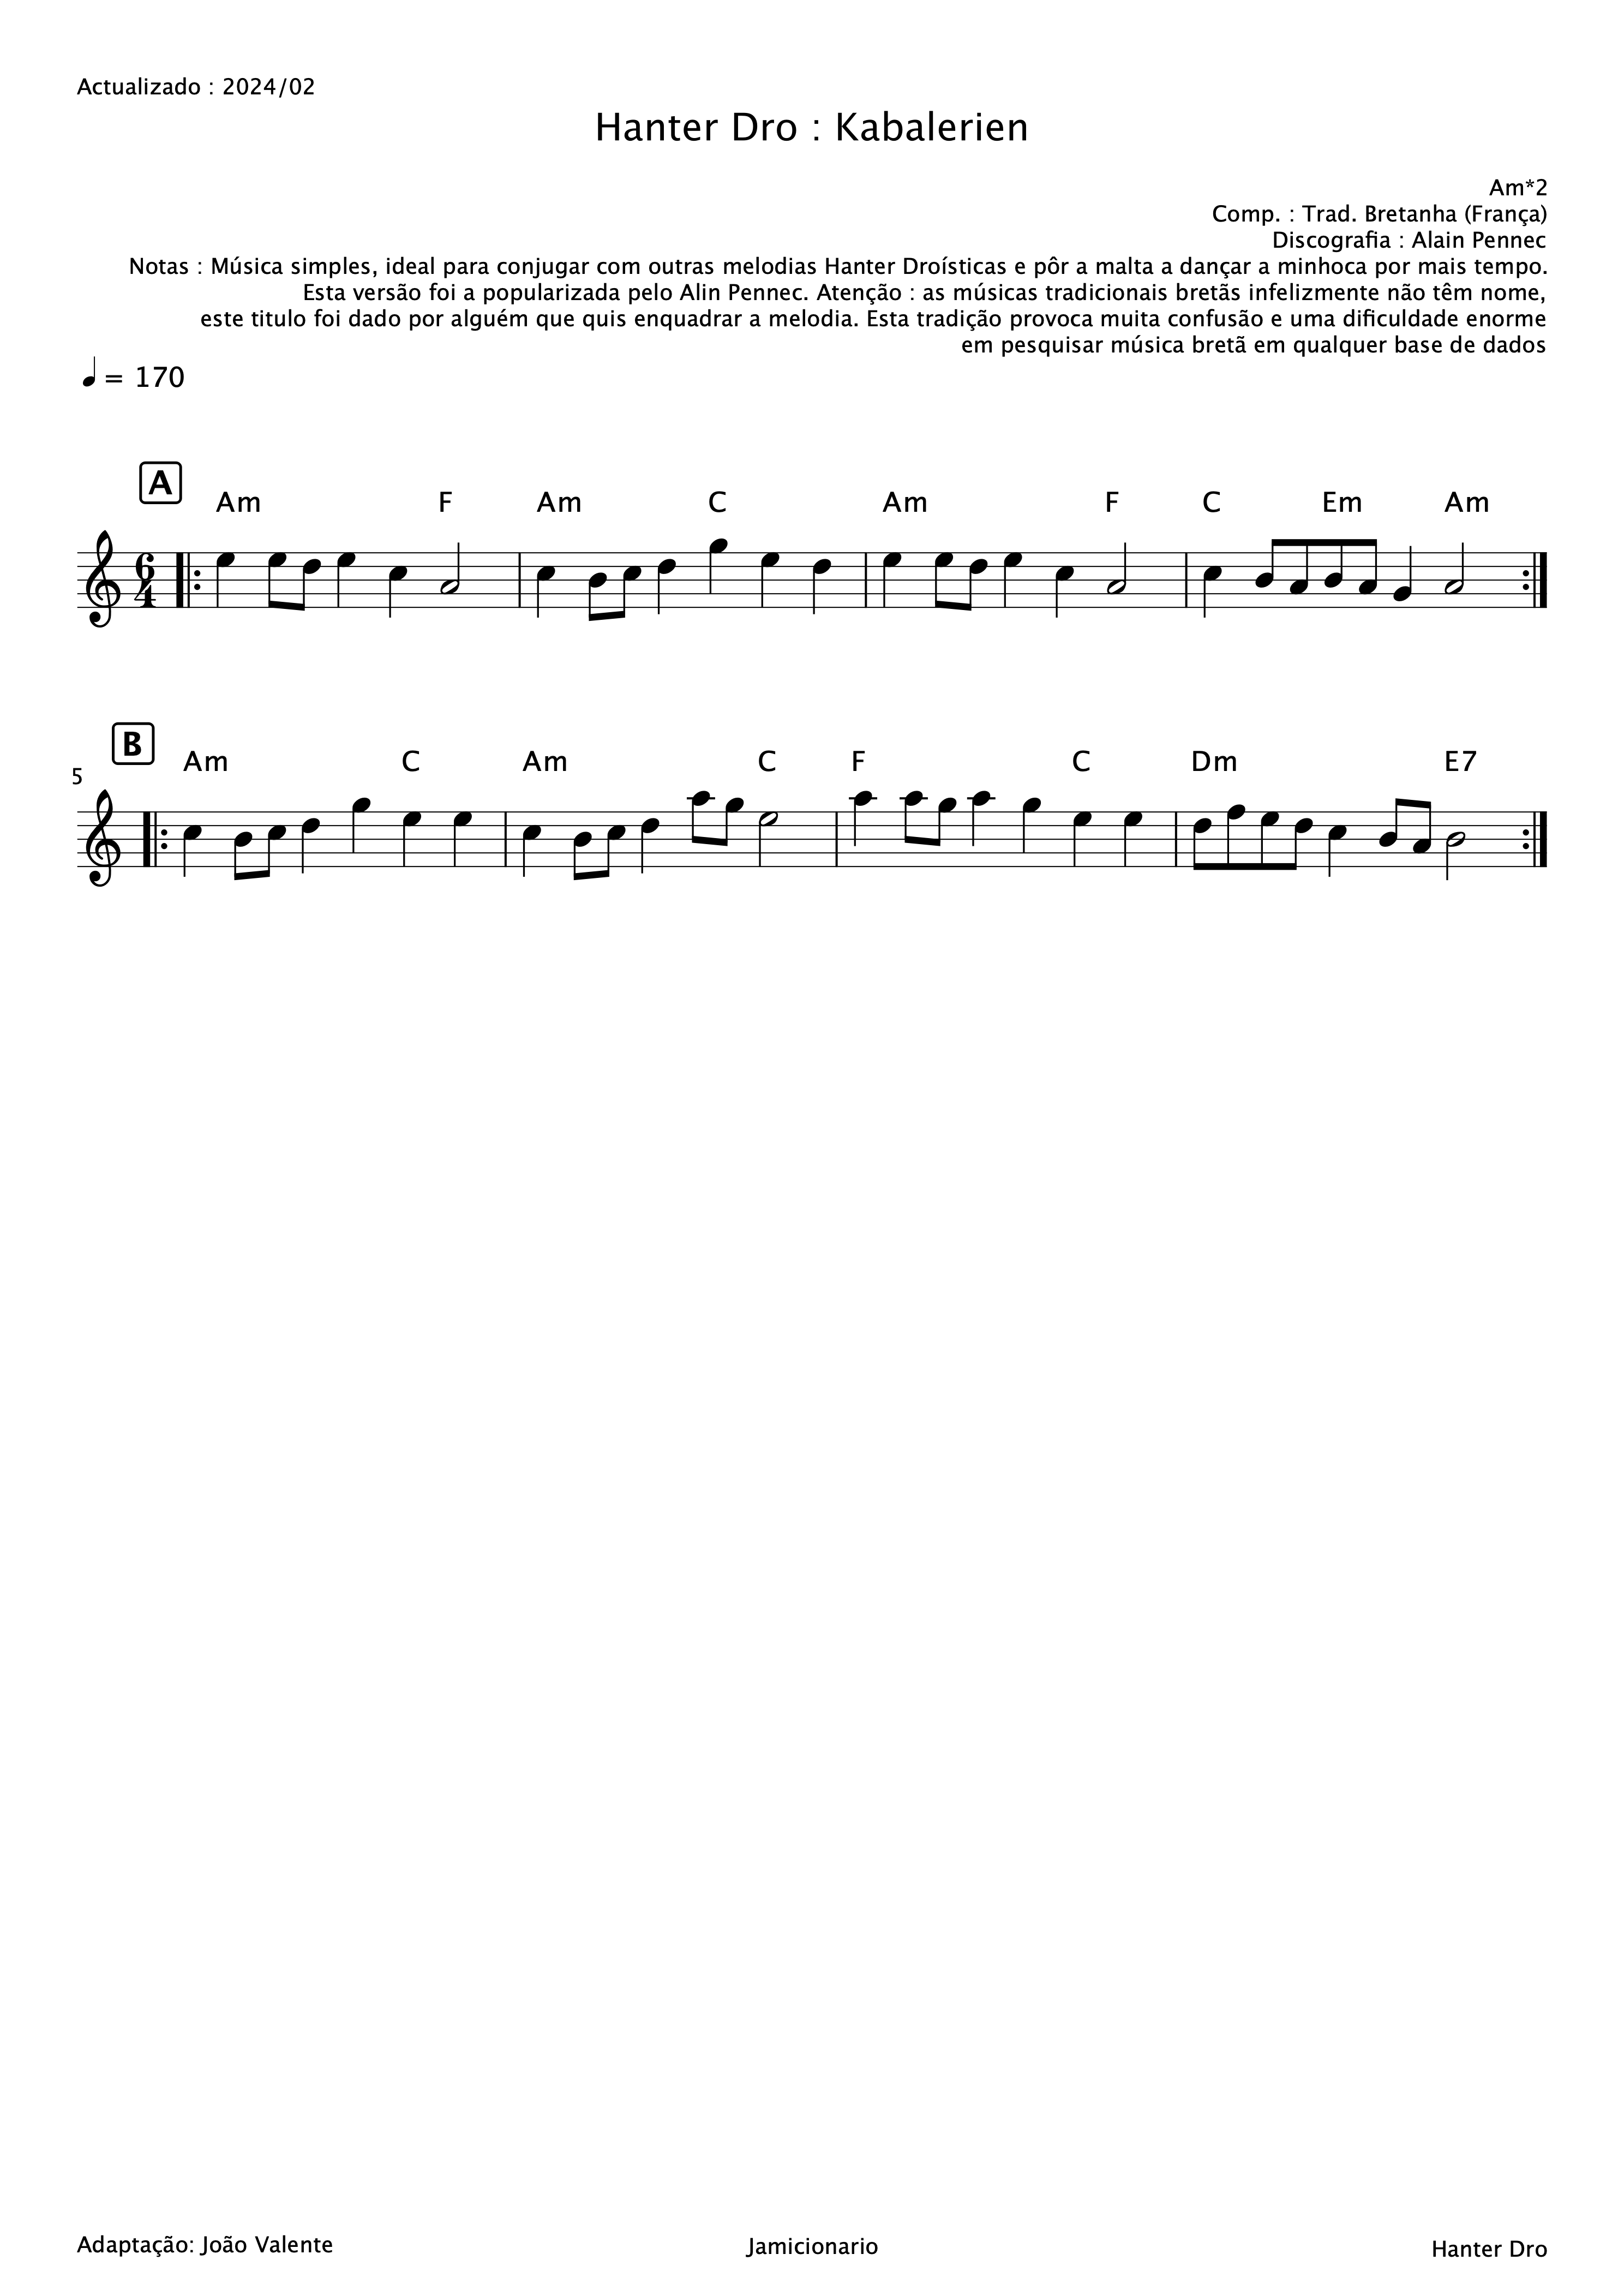 Actualizado : 2024/02
Hanter Dro : Kabalerien
Am*2
Comp. : Trad. Bretanha (França)
Discografia : Alain Pennec
Notas : Música simples, ideal para conjugar com outras melodias Hanter Droísticas e pôr a malta a dançar a minhoca por mais tempo.
Esta versão foi a popularizada pelo Alin Pennec. Atenção : as músicas tradicionais bretãs infelizmente não têm nome,
este titulo foi dado por alguém que quis enquadrar a melodia. Esta tradição provoca muita confusão e uma dificuldade enorme
em pesquisar música bretã em qualquer base de dados
= 170
A
Am F Am C Am F C Em Am
6
4
B
5
Am C Am C F C Dm E7
Adaptação: João Valente
Jamicionario
Hanter Dro